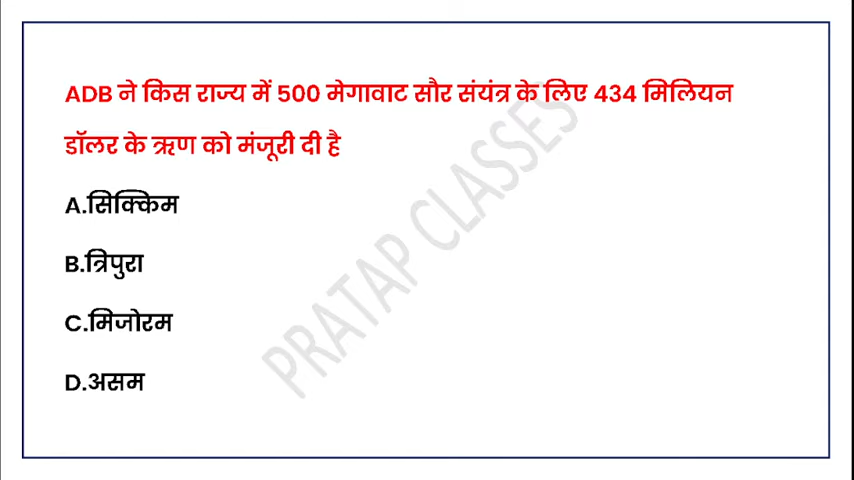 ADB ने किस राज्य में 500 मेगावाट सौर संयंत्र के लिए 434 मिलियन
डॉलर के ऋण को मंजूरी दी है
A.सिक्किम
B.त्रिपुरा
C.मिजोरम
D.असम
PRATAP CLASSES